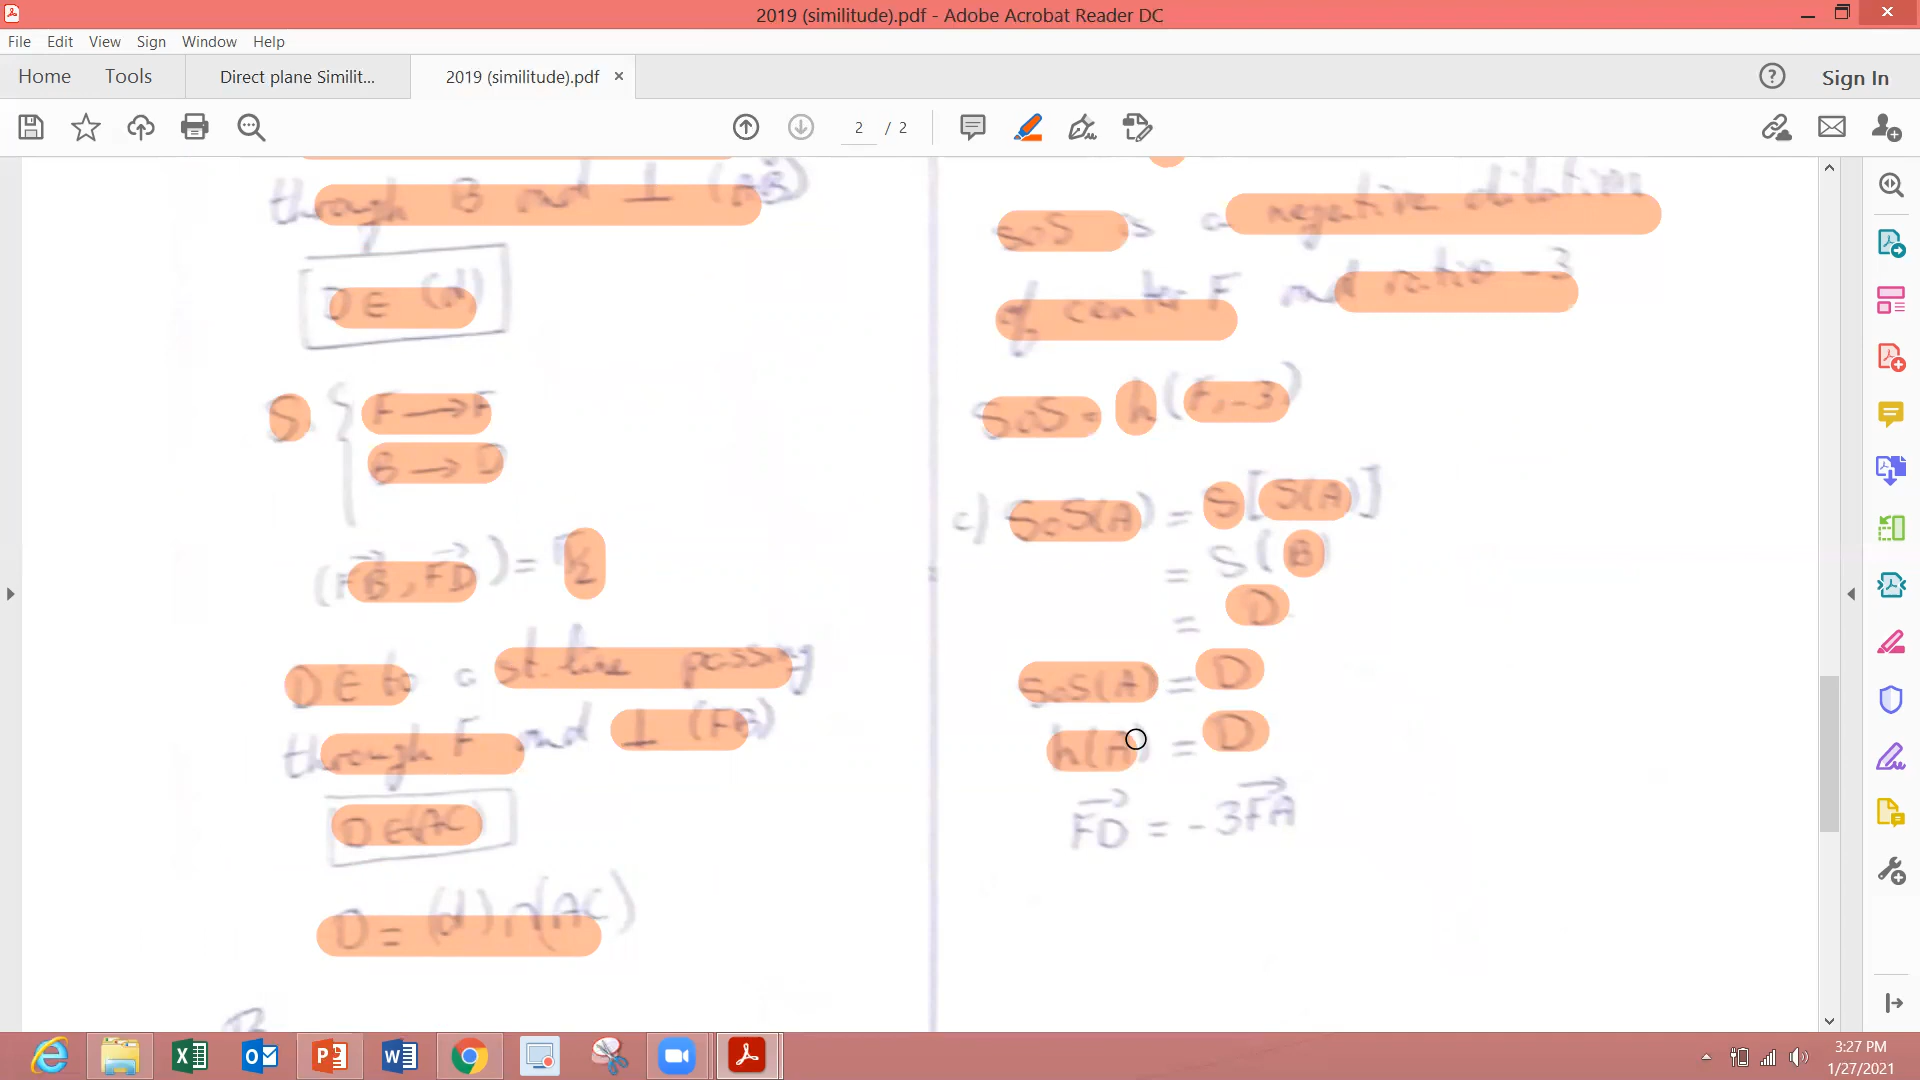 2019 (similitude).pdf - Adobe Acrobat Reader DC
File Edit View Sign Window Help
Home Tools Direct plane Similit... 2019 (similitude).pdf × Sign In
2 / 2
through B and ⊥ (AB)
D ∈ (d)
S { F → F
B → D
(FB, FD) = π/2
D ∈ to a st. line passing
through F and ⊥ (FB)
D ∈ (AC)
D = (d) ∩ (AC)
B
SoS is a negative dilation
of center F and ratio -3
SoS = h(F, -3)
c) SoS(A) = S[S(A)]
= S(B)
= D
SoS(A) = D
h(A) = D
FD = -3FA
3:27 PM
1/27/2021